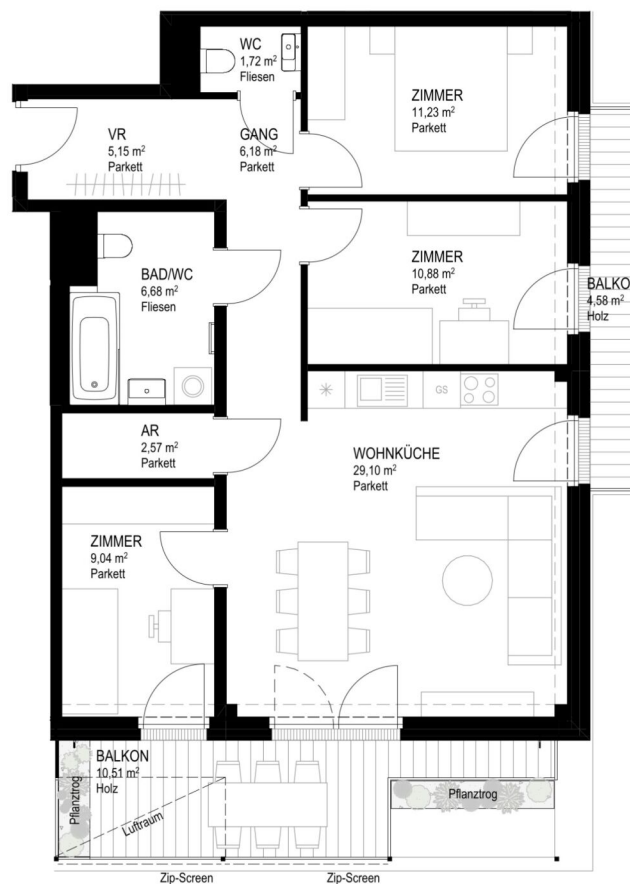 WC
1,72 m²
Fliesen
ZIMMER
11,23 m²
Parkett
VR
5,15 m²
Parkett
GANG
6,18 m²
Parkett
ZIMMER
10,88 m²
Parkett
BAD/WC
6,68 m²
Fliesen
BALKO
4,58 m²
Holz
GS
AR
2,57 m²
Parkett
WOHNKÜCHE
29,10 m²
Parkett
ZIMMER
9,04 m²
Parkett
BALKON
10,51 m²
Holz
Pflanztrog
Luftraum
Pflanztrog
Zip-Screen
Zip-Screen